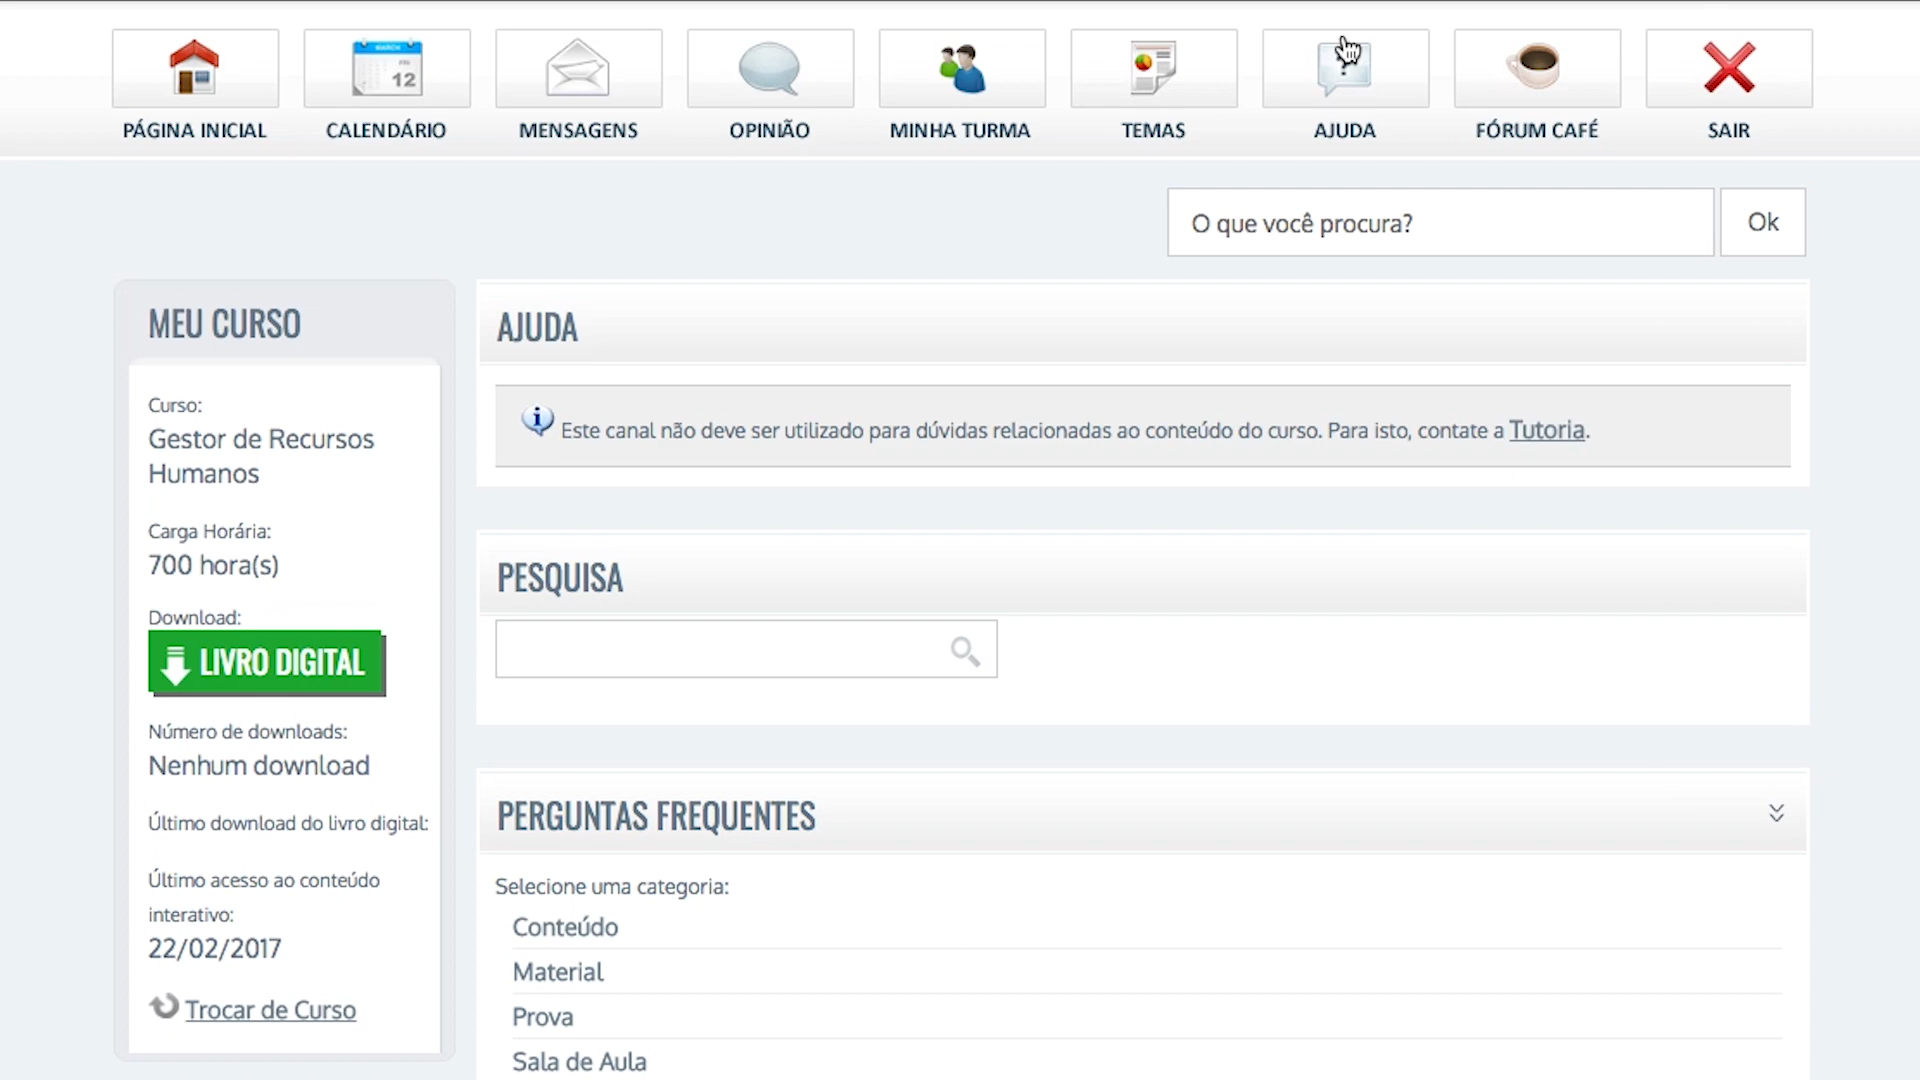 PÁGINA INICIAL
CALENDÁRIO
MENSAGENS
OPINIÃO
MINHA TURMA
TEMAS
AJUDA
FÓRUM CAFÉ
SAIR
MARCH
FRI
12
?
O que você procura?
Ok
MEU CURSO
Curso:
Gestor de Recursos
Humanos
Carga Horária:
700 hora(s)
Download:
LIVRO DIGITAL
Número de downloads:
Nenhum download
Último download do livro digital:
Último acesso ao conteúdo
interativo:
22/02/2017
Trocar de Curso
AJUDA
i Este canal não deve ser utilizado para dúvidas relacionadas ao conteúdo do curso. Para isto, contate a Tutoria.
PESQUISA
PERGUNTAS FREQUENTES
Selecione uma categoria:
Conteúdo
Material
Prova
Sala de Aula